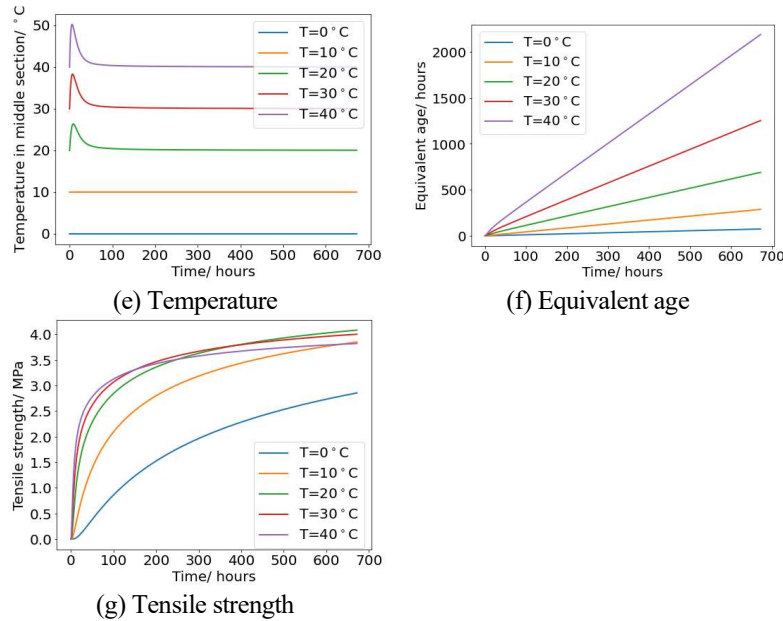 Temperature in middle section/ °C
50
40
30
20
10
0
T=0°C
T=10°C
T=20°C
T=30°C
T=40°C
0 100 200 300 400 500 600 700
Time/ hours
(e) Temperature
Equivalent age/ hours
2000
1500
1000
500
0
T=0°C
T=10°C
T=20°C
T=30°C
T=40°C
0 100 200 300 400 500 600 700
Time/ hours
(f) Equivalent age
Tensile strength/ MPa
4.0
3.5
3.0
2.5
2.0
1.5
1.0
0.5
0.0
T=0°C
T=10°C
T=20°C
T=30°C
T=40°C
0 100 200 300 400 500 600 700
Time/ hours
(g) Tensile strength